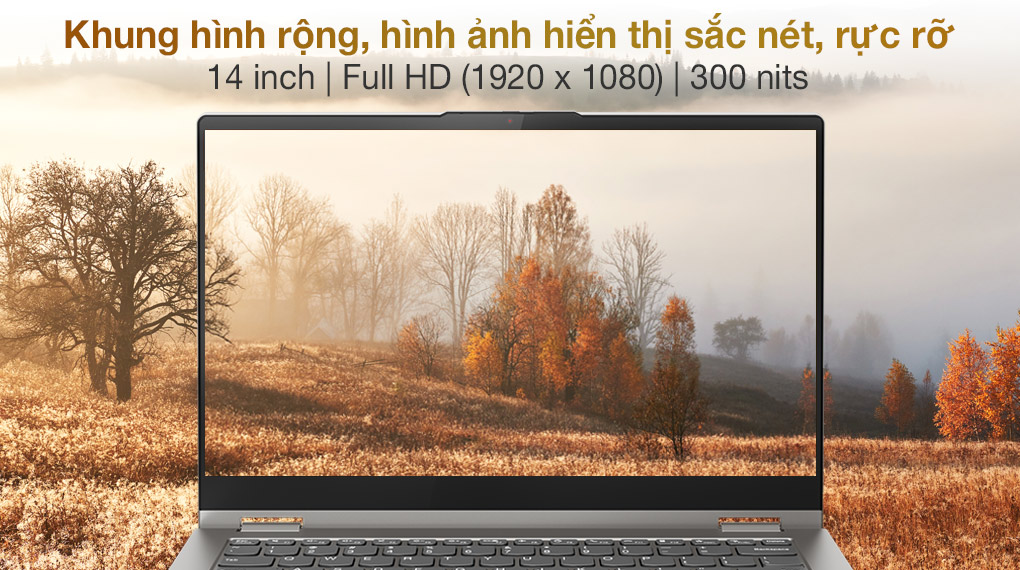 Khung hình rộng, hình ảnh hiển thị sắc nét, rực rỡ
14 inch | Full HD (1920 x 1080) | 300 nits
Backspace